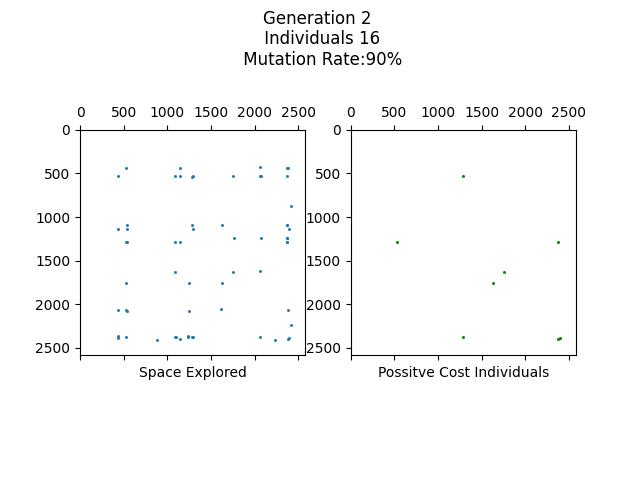 Generation 2
Individuals 16
Mutation Rate:90%
0 500 1000 1500 2000 2500
0 500 1000 1500 2000 2500
0
500
1000
1500
2000
2500
0
500
1000
1500
2000
2500
Space Explored
Possitve Cost Individuals